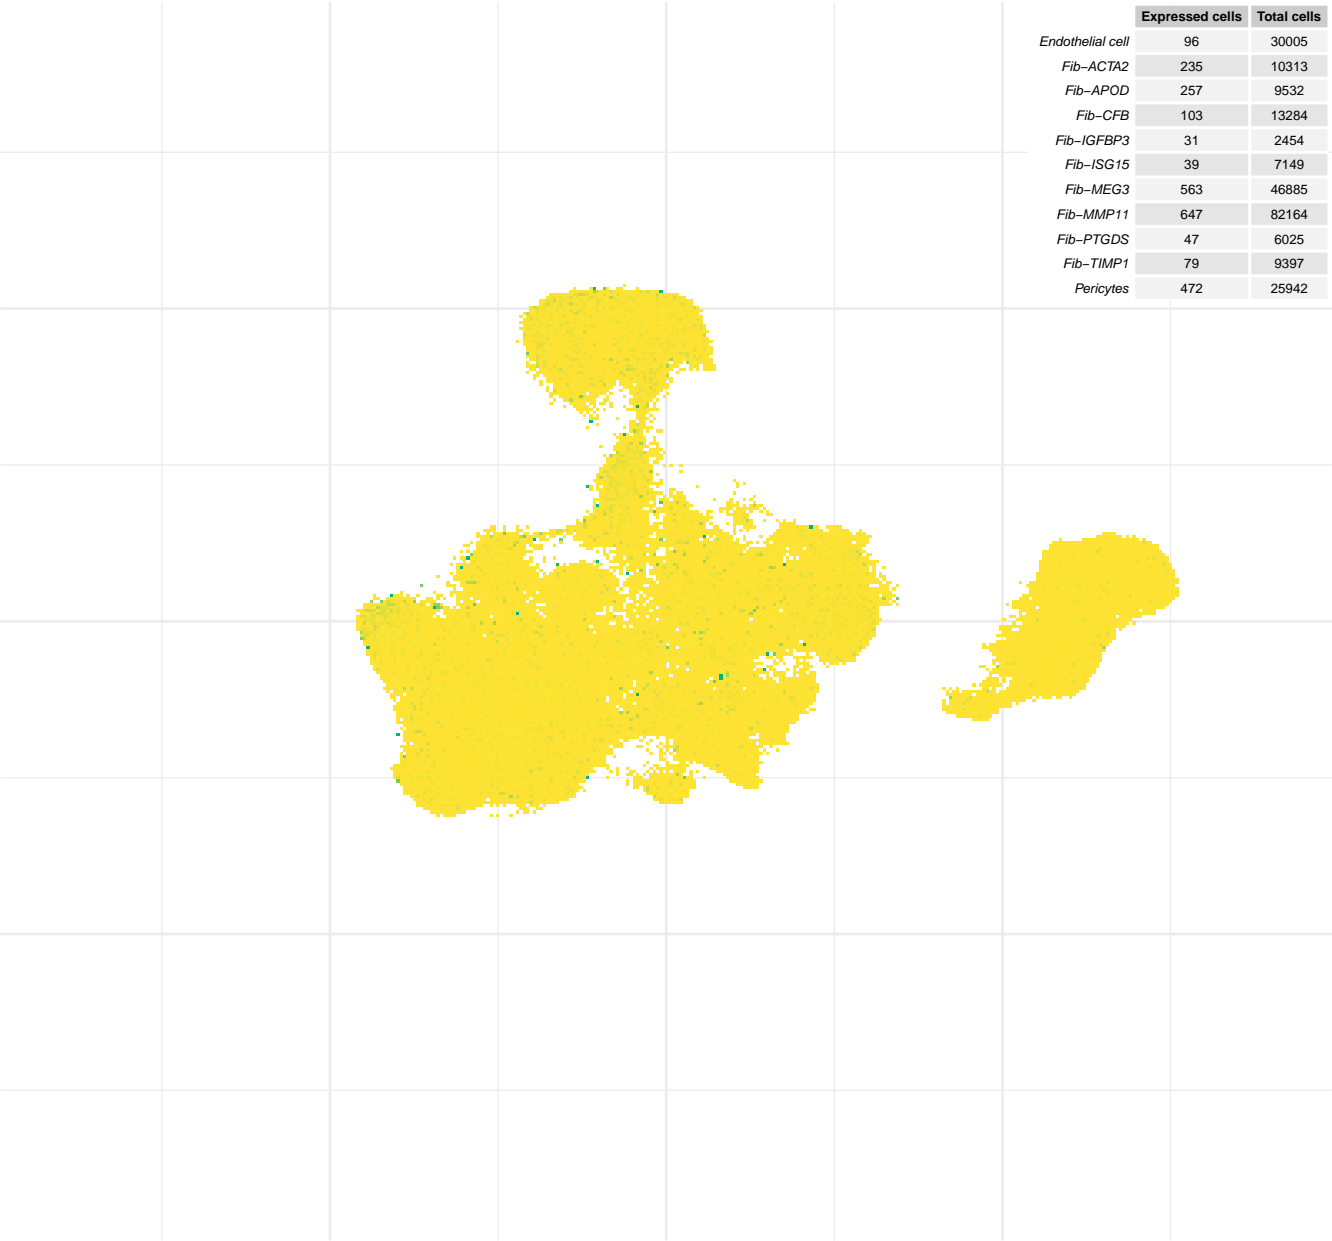 Expressed cells Total cells
Endothelial cell 96 30005
Fib−ACTA2 235 10313
Fib−APOD 257 9532
Fib−CFB 103 13284
Fib−IGFBP3 31 2454
Fib−ISG15 39 7149
Fib−MEG3 563 46885
Fib−MMP11 647 82164
Fib−PTGDS 47 6025
Fib−TIMP1 79 9397
Pericytes 472 25942